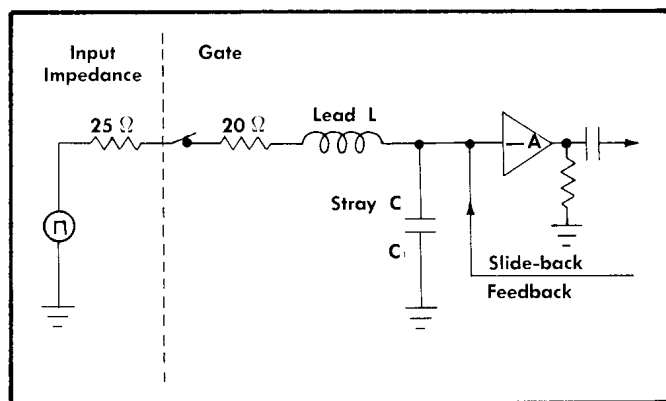 Input
Impedance
Gate
25 Ω
20 Ω
Lead L
—A
Stray C
C₁
Slide-back
Feedback